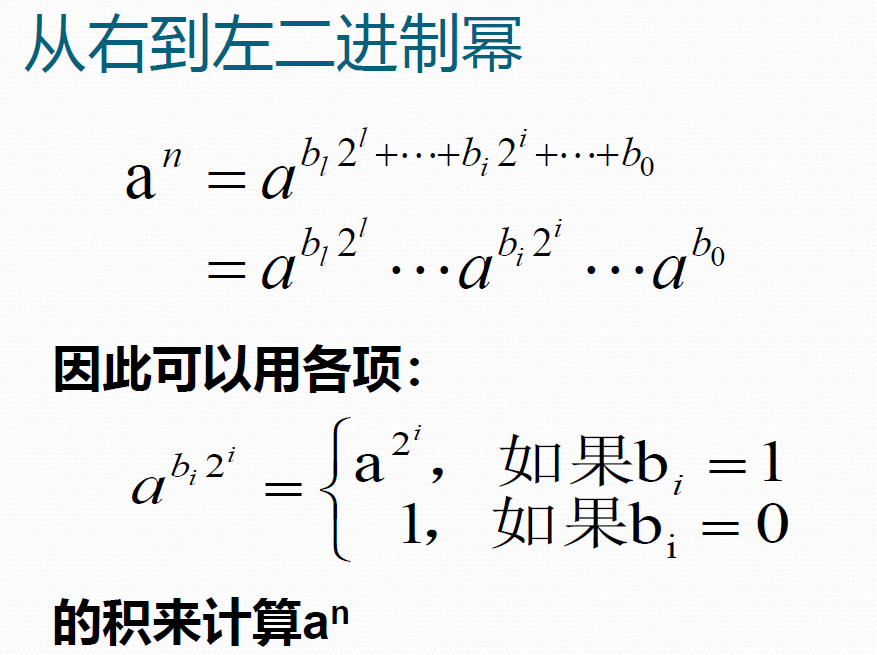 从右到左二进制幂
aⁿ = a^{b_l 2^l +⋯+ b_i 2^i +⋯+ b_0}
= a^{b_l 2^l} ⋯ a^{b_i 2^i} ⋯ a^{b_0}
因此可以用各项：
a^{b_i 2^i} = { a^{2^i}， 如果b_i = 1
1， 如果b_i = 0
的积来计算aⁿ